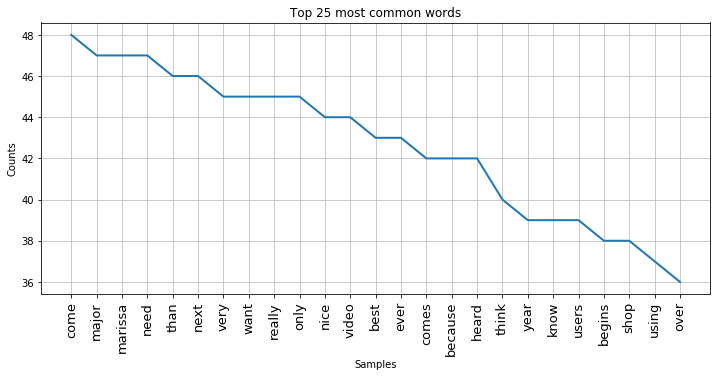 Top 25 most common words
Counts
48
46
44
42
40
38
36
come
major
marissa
need
than
next
very
want
really
only
nice
video
best
ever
comes
because
heard
think
year
know
users
begins
shop
using
over
Samples